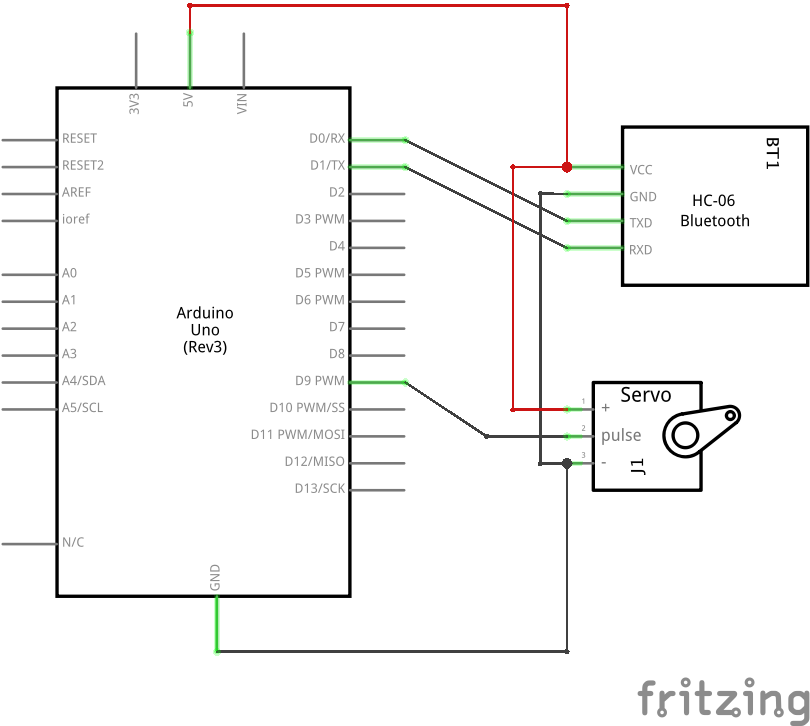 3V3
5V
VIN
RESET
RESET2
AREF
ioref
A0
A1
A2
A3
A4/SDA
A5/SCL
N/C
Arduino
Uno
(Rev3)
D0/RX
D1/TX
D2
D3 PWM
D4
D5 PWM
D6 PWM
D7
D8
D9 PWM
D10 PWM/SS
D11 PWM/MOSI
D12/MISO
D13/SCK
GND
BT1
VCC
GND
TXD
RXD
HC-06
Bluetooth
Servo
1
+
2
pulse
3
-
J1
fritzing